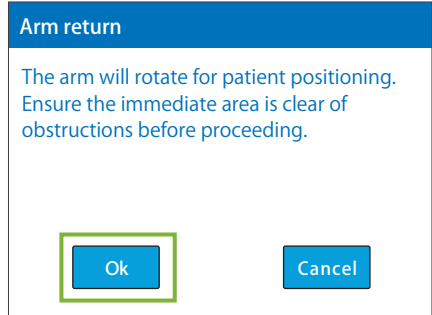 Arm return
The arm will rotate for patient positioning.
Ensure the immediate area is clear of
obstructions before proceeding.
Ok
Cancel